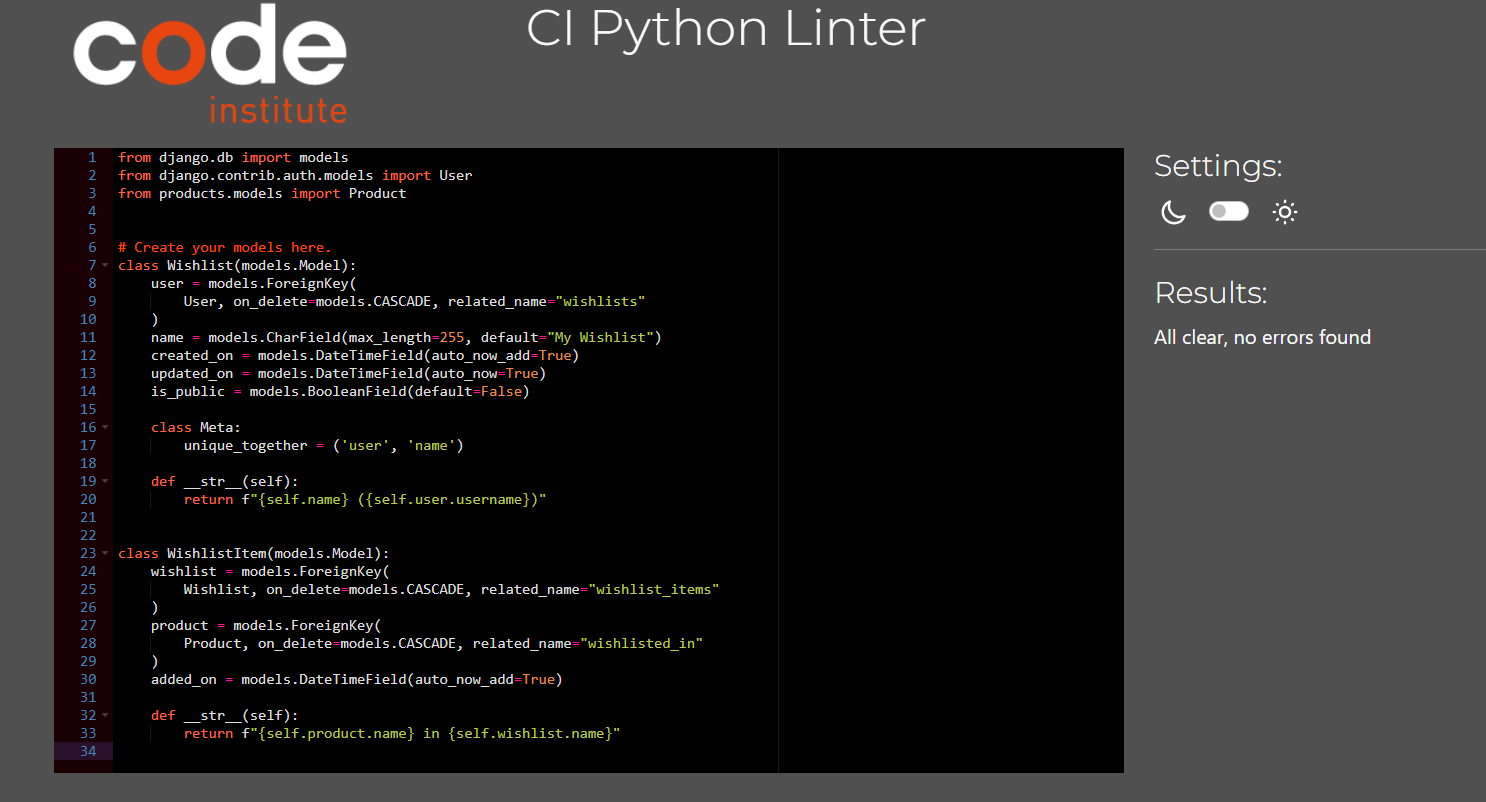 code
institute
CI Python Linter
1 from django.db import models
2 from django.contrib.auth.models import User
3 from products.models import Product
4
5
6 # Create your models here.
7 class Wishlist(models.Model):
8     user = models.ForeignKey(
9         User, on_delete=models.CASCADE, related_name="wishlists"
10     )
11     name = models.CharField(max_length=255, default="My Wishlist")
12     created_on = models.DateTimeField(auto_now_add=True)
13     updated_on = models.DateTimeField(auto_now=True)
14     is_public = models.BooleanField(default=False)
15
16     class Meta:
17         unique_together = ('user', 'name')
18
19     def __str__(self):
20         return f"{self.name} ({self.user.username})"
21
22
23 class WishlistItem(models.Model):
24     wishlist = models.ForeignKey(
25         Wishlist, on_delete=models.CASCADE, related_name="wishlist_items"
26     )
27     product = models.ForeignKey(
28         Product, on_delete=models.CASCADE, related_name="wishlisted_in"
29     )
30     added_on = models.DateTimeField(auto_now_add=True)
31
32     def __str__(self):
33         return f"{self.product.name} in {self.wishlist.name}"
34
Settings:
Results:
All clear, no errors found